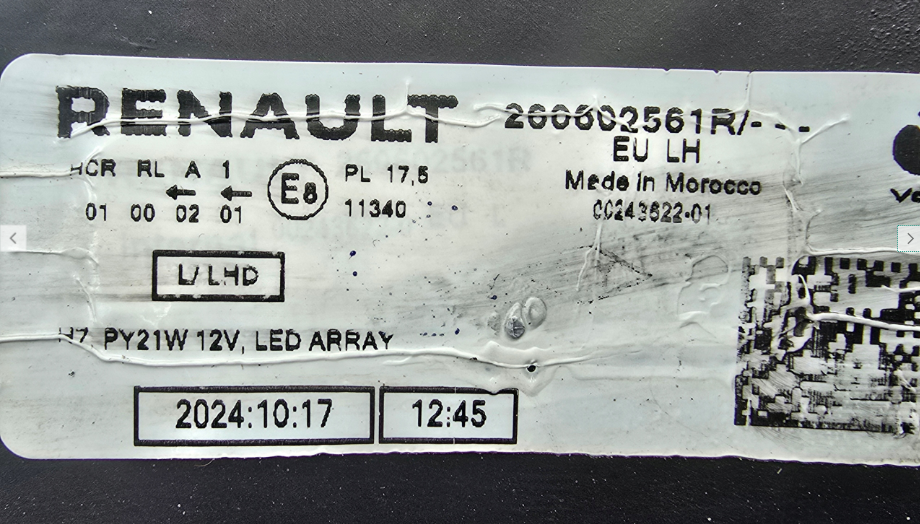 RENAULT
260602561R/- - -
EU LH
Made in Morocco
00243622-01
HCR RL A 1
01 00 02 01
E8
PL 17,5
11340
L/LHD
H7 PY21W 12V, LED ARRAY
2024:10:17
12:45